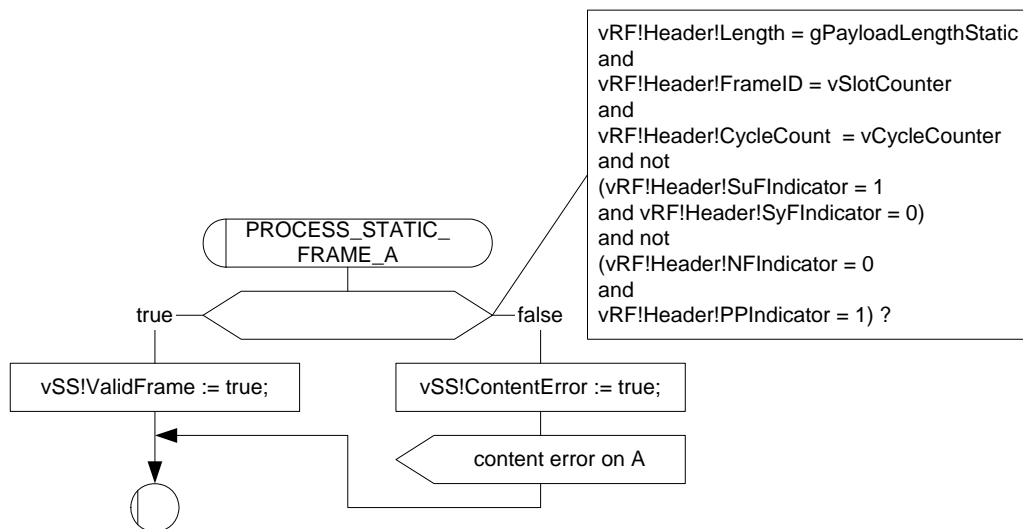 vRF!Header!Length = gPayloadLengthStatic
and
vRF!Header!FrameID = vSlotCounter
and
vRF!Header!CycleCount  = vCycleCounter
and not
(vRF!Header!SuFIndicator = 1
and vRF!Header!SyFIndicator = 0)
and not
(vRF!Header!NFIndicator = 0
and
vRF!Header!PPIndicator = 1) ?
PROCESS_STATIC_
FRAME_A
true
false
vSS!ValidFrame := true;
vSS!ContentError := true;
content error on A